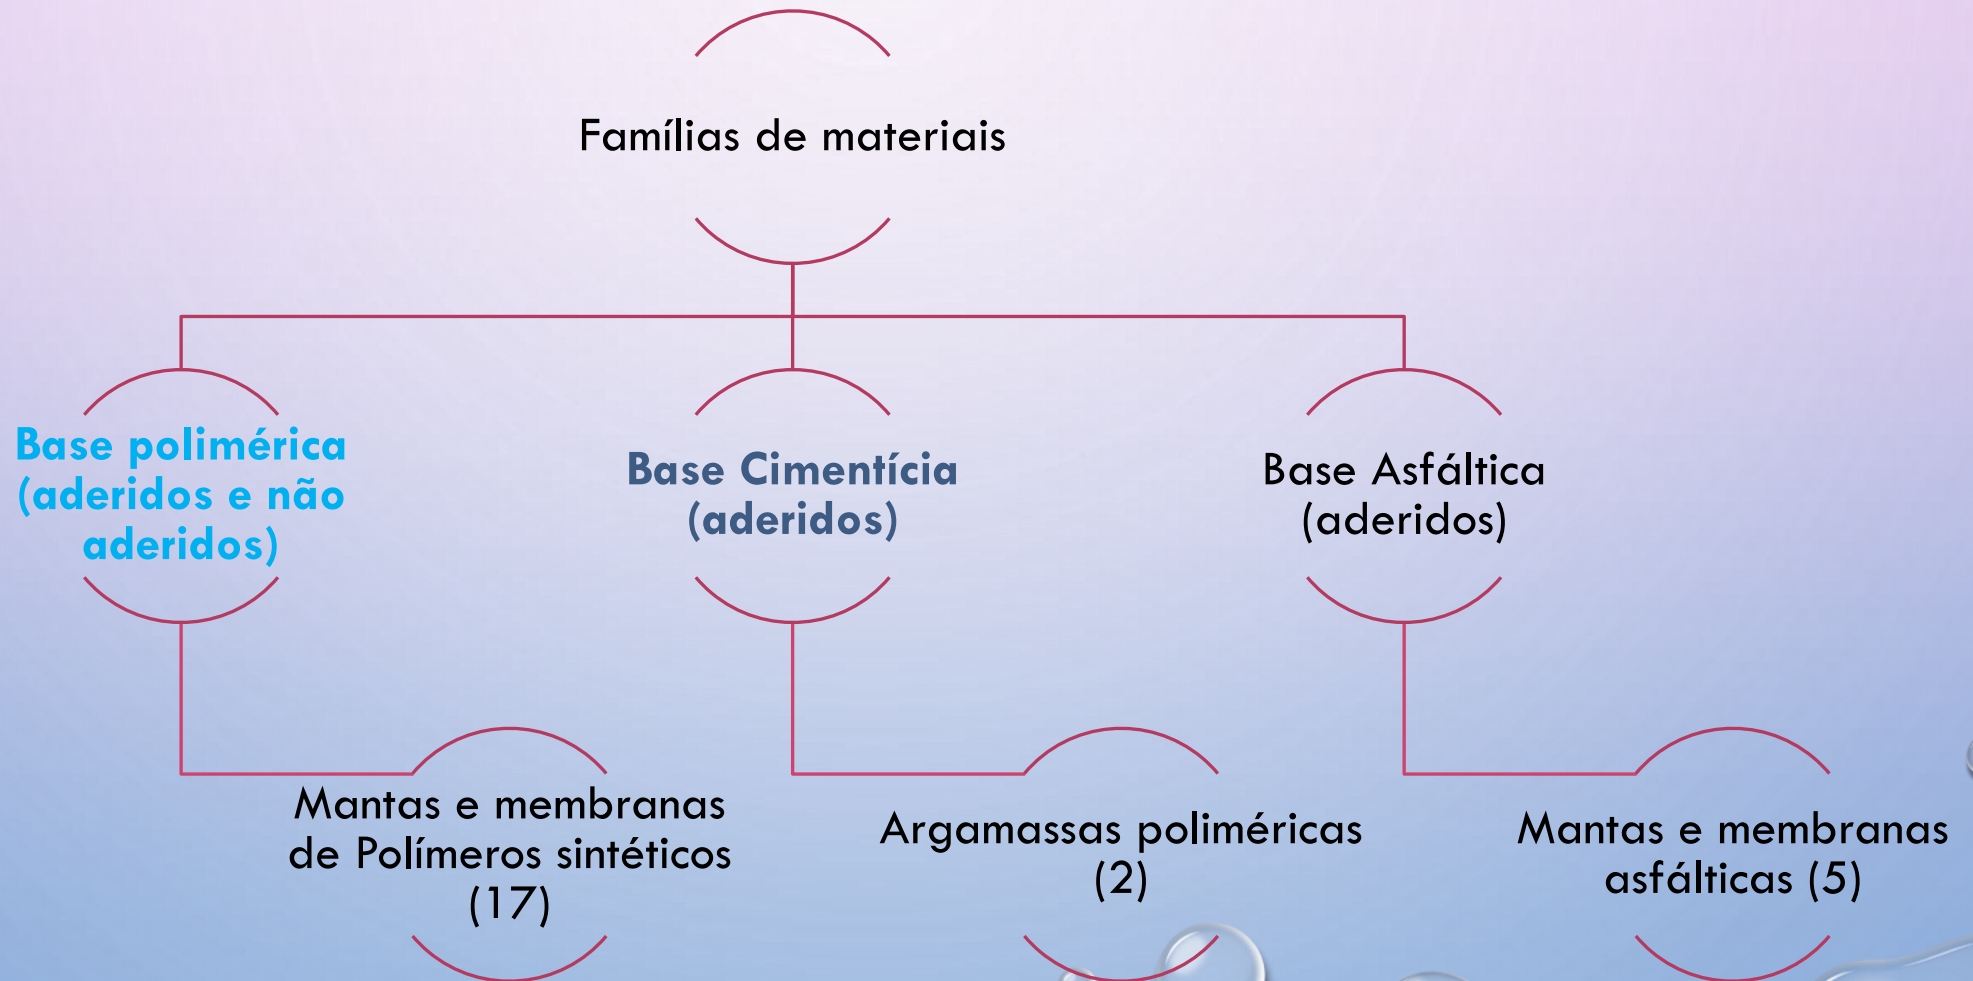 Famílias de materiais
Base polimérica
(aderidos e não
aderidos)
Base Cimentícia
(aderidos)
Base Asfáltica
(aderidos)
Mantas e membranas
de Polímeros sintéticos
(17)
Argamassas poliméricas
(2)
Mantas e membranas
asfálticas (5)